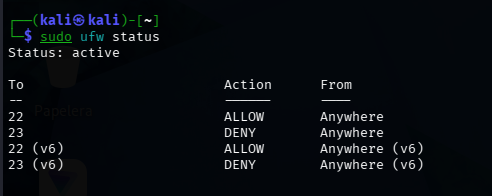 ┌──(kali㉿kali)-[~]
└─$ sudo ufw status
Status: active

To                         Action      From
--                         ------      ----
22                         ALLOW       Anywhere
23                         DENY        Anywhere
22 (v6)                    ALLOW       Anywhere (v6)
23 (v6)                    DENY        Anywhere (v6)
Papelera